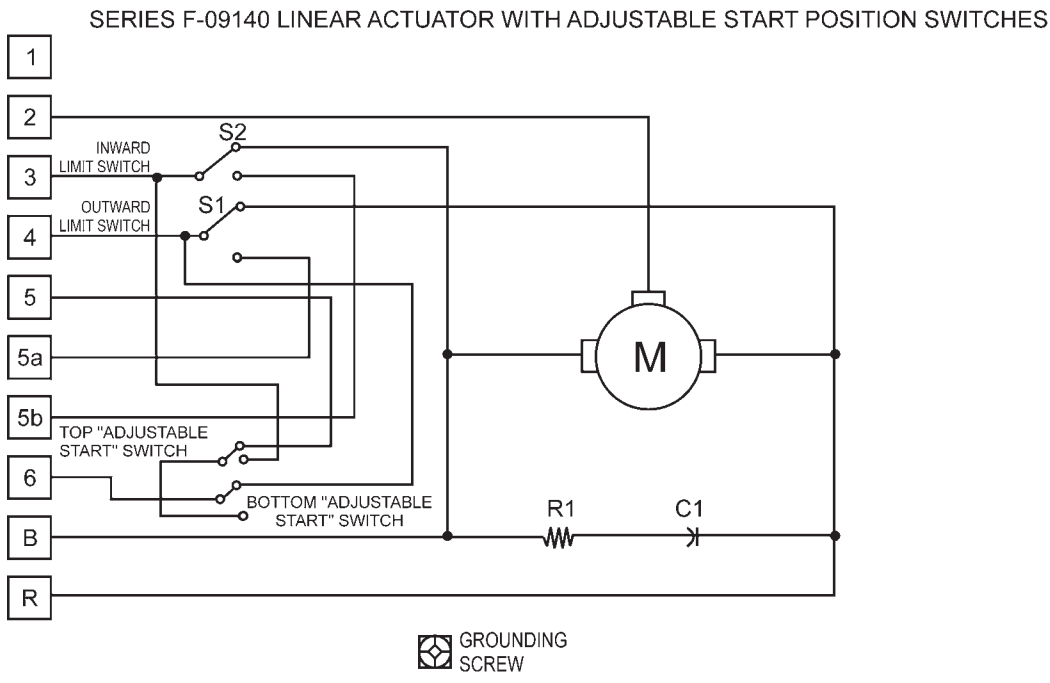 SERIES F-09140 LINEAR ACTUATOR WITH ADJUSTABLE START POSITION SWITCHES
1
2
S2
INWARD
LIMIT SWITCH
3
OUTWARD
LIMIT SWITCH
S1
4
5
5a
M
5b
TOP "ADJUSTABLE
START" SWITCH
6
BOTTOM "ADJUSTABLE
START" SWITCH
R1
C1
B
R
GROUNDING
SCREW